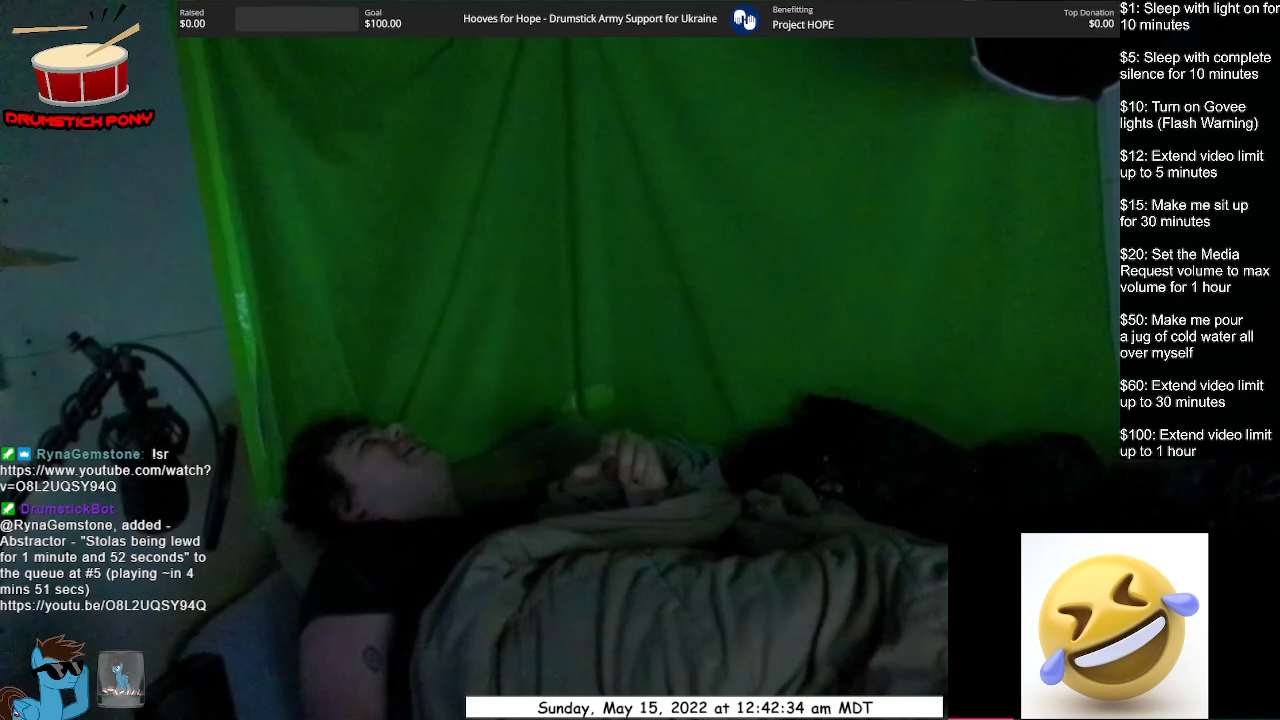 Raised
$0.00
Goal
$100.00
Hooves for Hope - Drumstick Army Support for Ukraine
Benefitting
Project HOPE
Top Donation
$0.00
DRUMSTICH PONY
$1: Sleep with light on for
10 minutes
$5: Sleep with complete
silence for 10 minutes
$10: Turn on Govee
lights (Flash Warning)
$12: Extend video limit
up to 5 minutes
$15: Make me sit up
for 30 minutes
$20: Set the Media
Request volume to max
volume for 1 hour
$50: Make me pour
a jug of cold water all
over myself
$60: Extend video limit
up to 30 minutes
$100: Extend video limit
up to 1 hour
RynaGemstone: !sr
https://www.youtube.com/watch?
v=O8L2UQSY94Q
DrumstickBot
@RynaGemstone, added -
Abstractor - "Stolas being lewd
for 1 minute and 52 seconds" to
the queue at #5 (playing ~in 4
mins 51 secs)
https://youtu.be/O8L2UQSY94Q
Sunday, May 15, 2022 at 12:42:34 am MDT